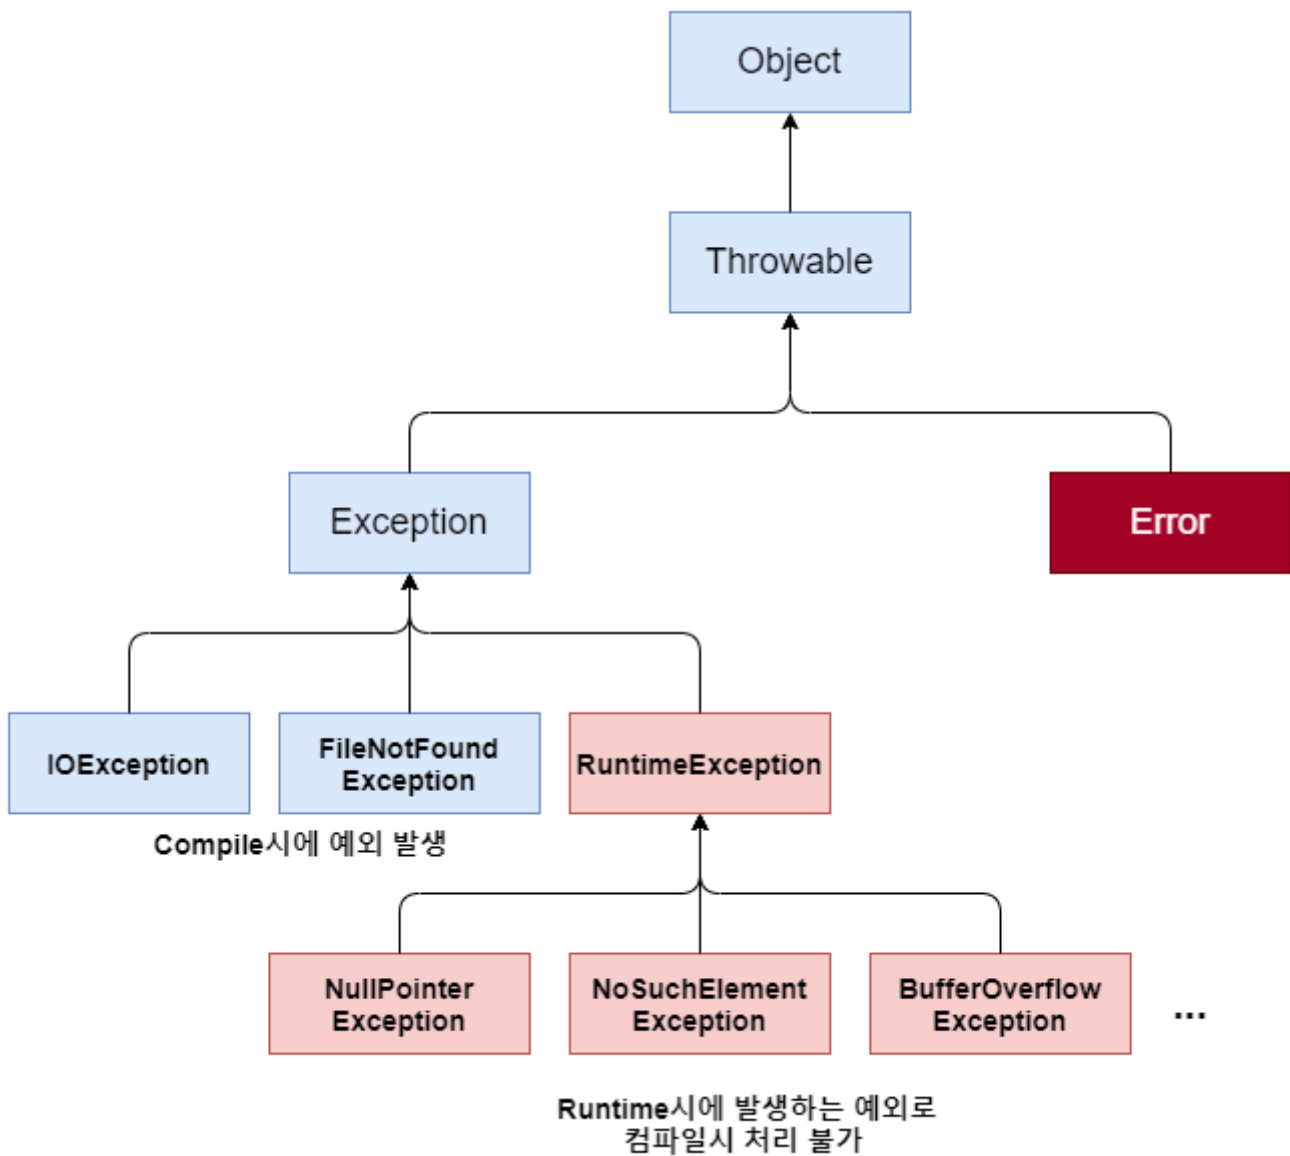 Object
Throwable
Exception
Error
IOException
FileNotFound
Exception
RuntimeException
Compile시에 예외 발생
NullPointer
Exception
NoSuchElement
Exception
BufferOverflow
Exception
...
Runtime시에 발생하는 예외로
컴파일시 처리 불가